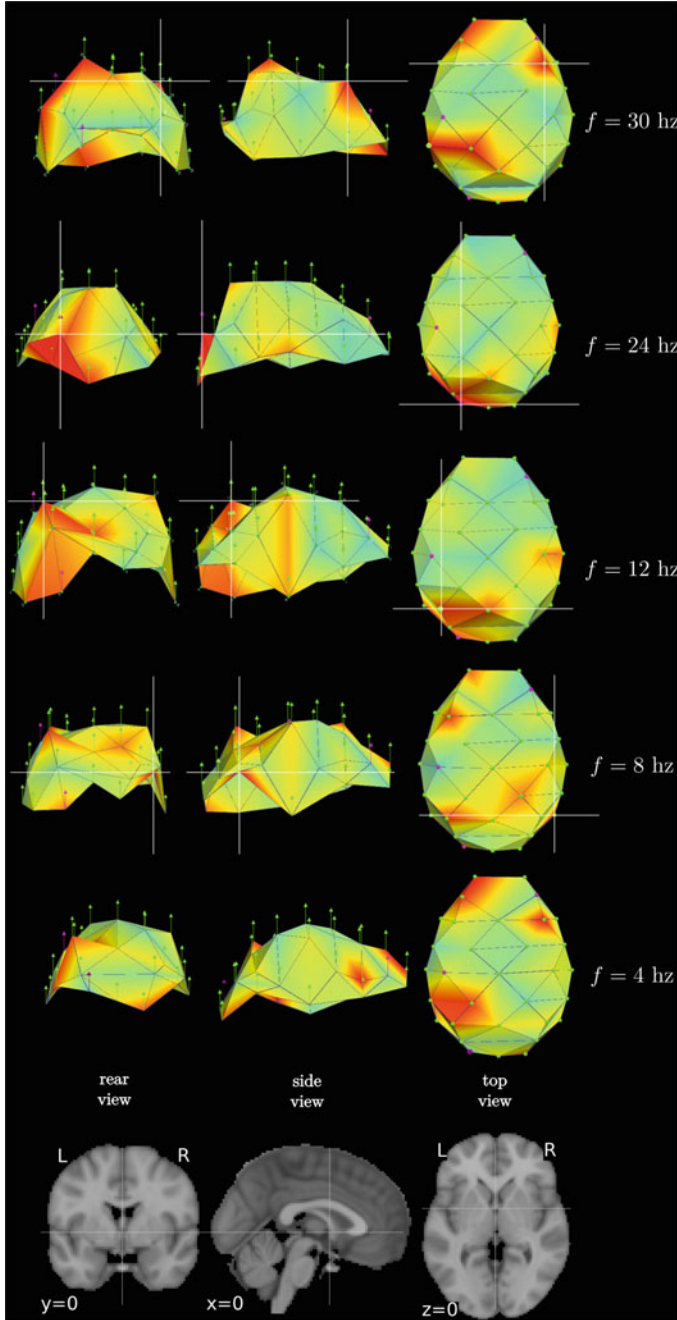 f = 30 hz
f = 24 hz
f = 12 hz
f = 8 hz
f = 4 hz
rear view
side view
top view
L R
L R
y=0
x=0
z=0